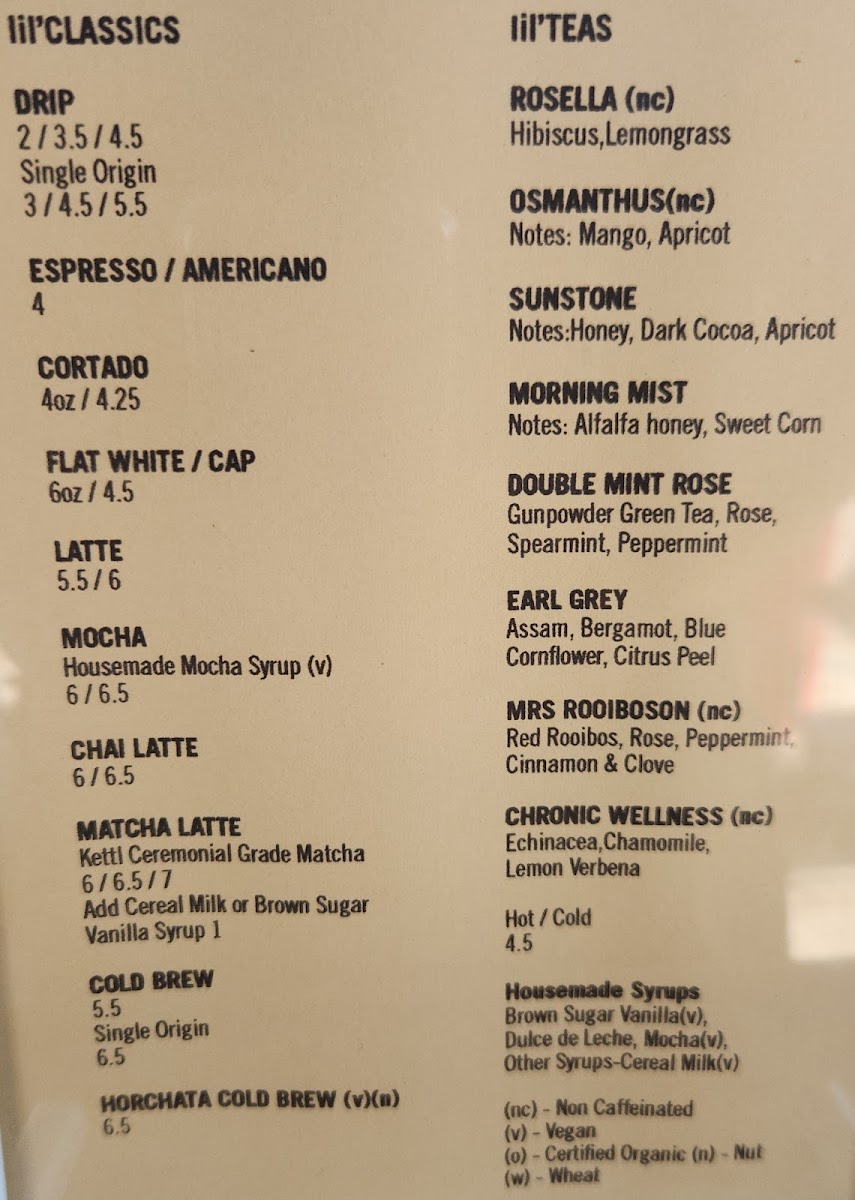 lil'CLASSICS
DRIP
2 / 3.5 / 4.5
Single Origin
3 / 4.5 / 5.5
ESPRESSO / AMERICANO
4
CORTADO
4oz / 4.25
FLAT WHITE / CAP
6oz / 4.5
LATTE
5.5 / 6
MOCHA
Housemade Mocha Syrup (v)
6 / 6.5
CHAI LATTE
6 / 6.5
MATCHA LATTE
Kettl Ceremonial Grade Matcha
6 / 6.5 / 7
Add Cereal Milk or Brown Sugar
Vanilla Syrup 1
COLD BREW
5.5
Single Origin
6.5
HORCHATA COLD BREW (v)(n)
6.5
lil'TEAS
ROSELLA (nc)
Hibiscus,Lemongrass
OSMANTHUS(nc)
Notes: Mango, Apricot
SUNSTONE
Notes:Honey, Dark Cocoa, Apricot
MORNING MIST
Notes: Alfalfa honey, Sweet Corn
DOUBLE MINT ROSE
Gunpowder Green Tea, Rose,
Spearmint, Peppermint
EARL GREY
Assam, Bergamot, Blue
Cornflower, Citrus Peel
MRS ROOIBOSON (nc)
Red Rooibos, Rose, Peppermint,
Cinnamon & Clove
CHRONIC WELLNESS (nc)
Echinacea,Chamomile,
Lemon Verbena
Hot / Cold
4.5
Housemade Syrups
Brown Sugar Vanilla(v),
Dulce de Leche, Mocha(v),
Other Syrups-Cereal Milk(v)
(nc) - Non Caffeinated
(v) - Vegan
(o) - Certified Organic (n) - Nut
(w) - Wheat